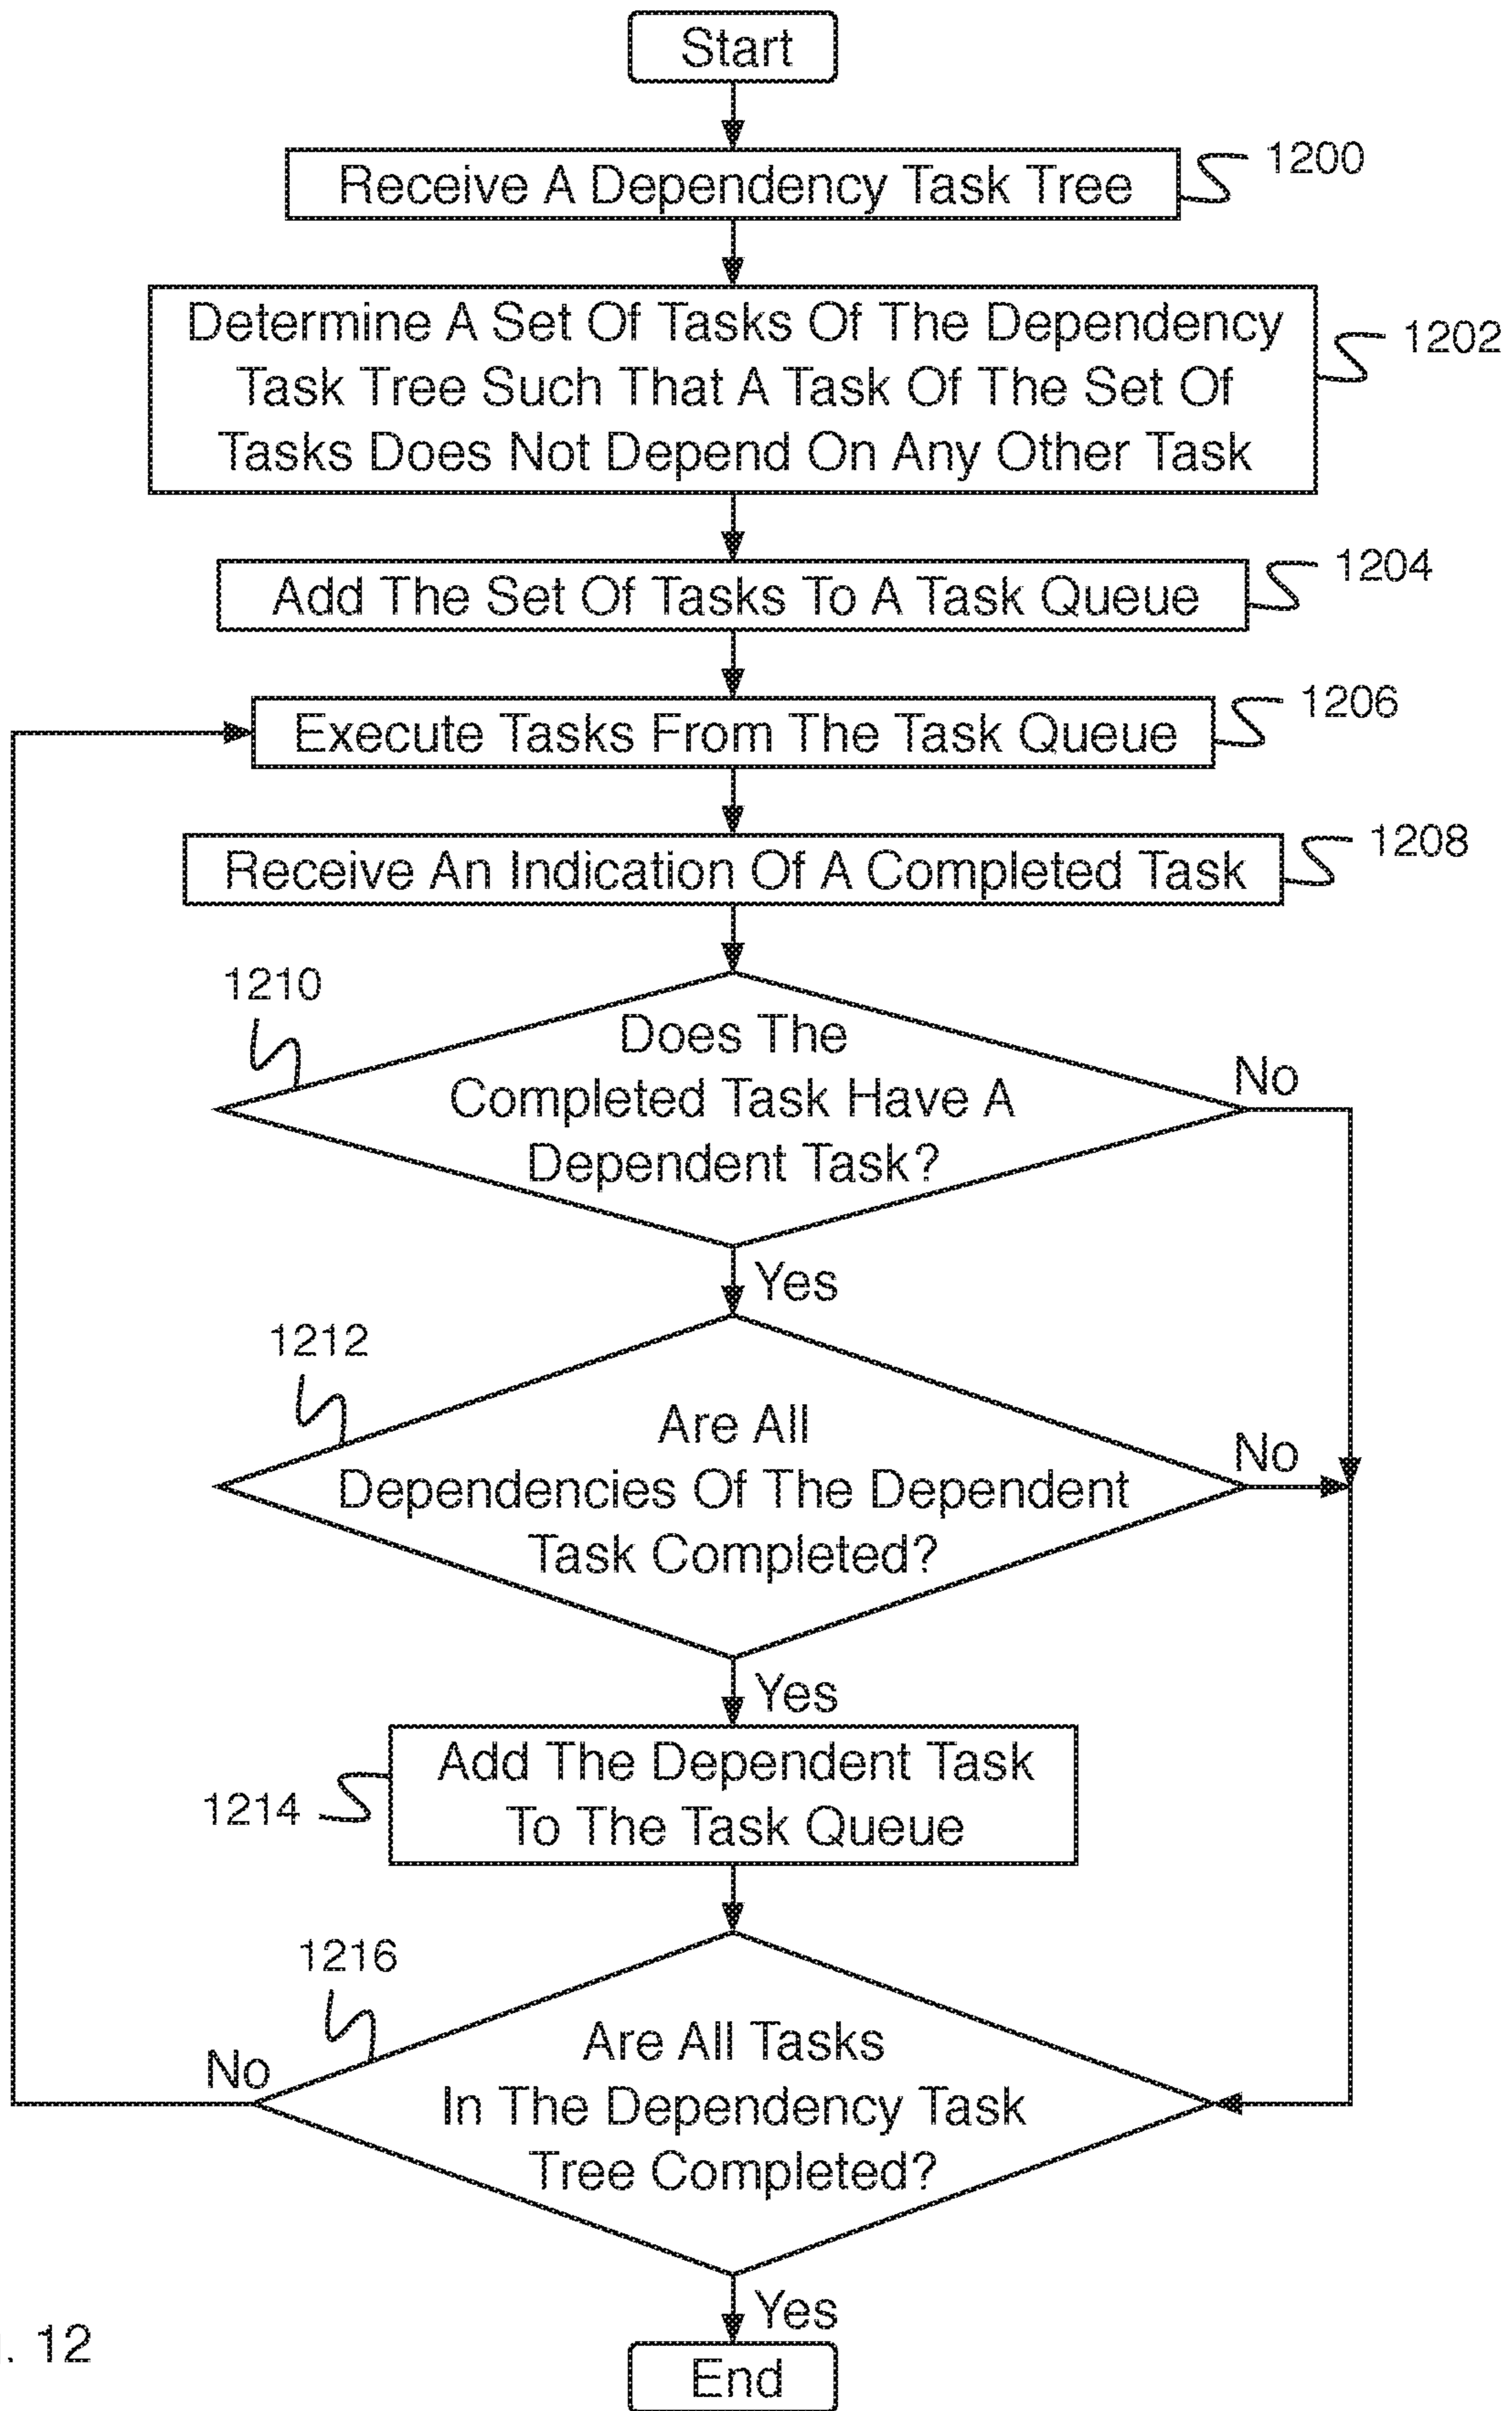 Start
Receive A Dependency Task Tree
1200
Determine A Set Of Tasks Of The Dependency
Task Tree Such That A Task Of The Set Of
Tasks Does Not Depend On Any Other Task
1202
Add The Set Of Tasks To A Task Queue
1204
Execute Tasks From The Task Queue
1206
Receive An Indication Of A Completed Task
1208
1210
Does The
Completed Task Have A
Dependent Task?
No
Yes
1212
Are All
Dependencies Of The Dependent
Task Completed?
No
Yes
Add The Dependent Task
To The Task Queue
1214
1216
Are All Tasks
In The Dependency Task
Tree Completed?
No
Yes
End
. 12